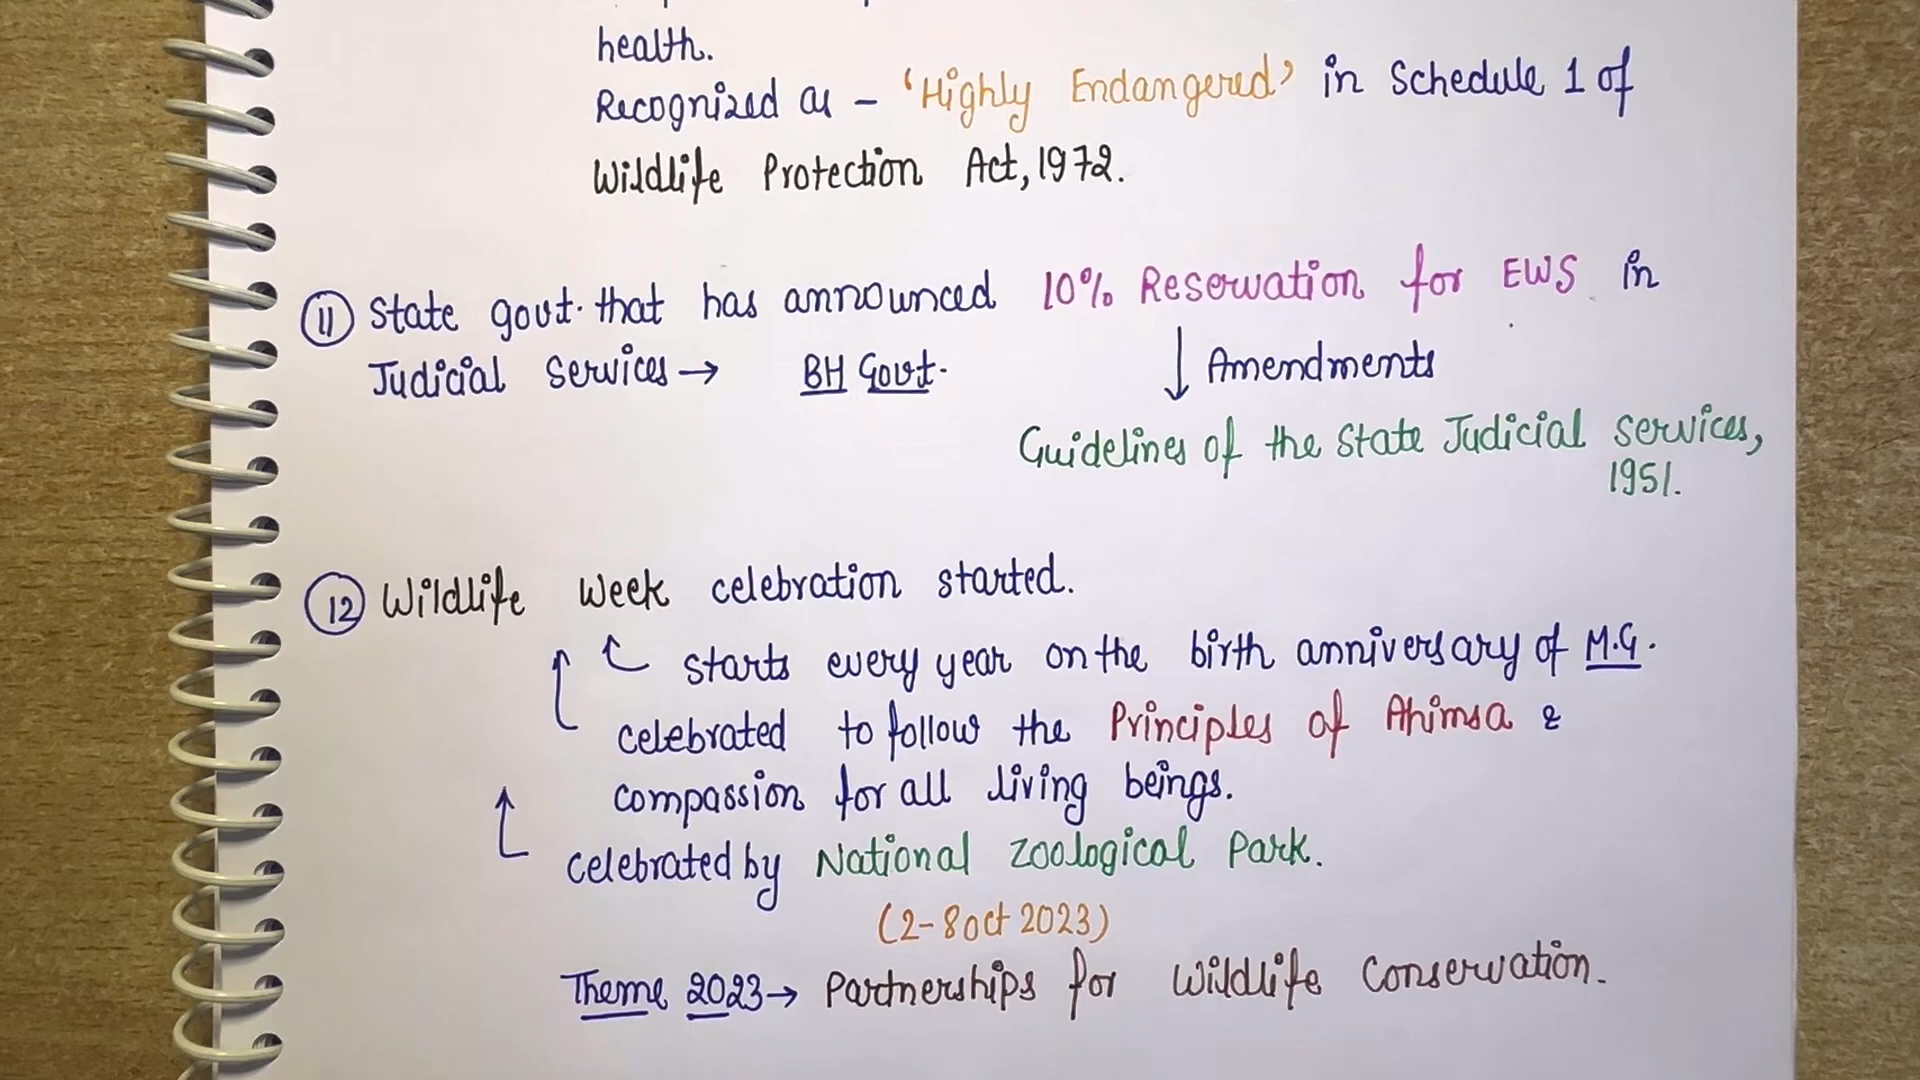 health.
Recognized as – 'Highly Endangered' in Schedule 1 of
Wildlife Protection Act, 1972.
11 State govt. that has announced 10% Reservation for EWS in
Judicial Services → BH Govt.
↓ Amendments
Guidelines of the State Judicial Services,
1951.
12 Wildlife Week celebration started.
starts every year on the birth anniversary of M.G.
celebrated to follow the Principles of Ahimsa &
compassion for all living beings.
celebrated by National Zoological Park.
(2-8 oct 2023)
Theme 2023 → Partnerships for Wildlife Conservation.